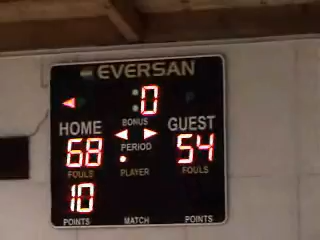 EVERSAN
0
BONUS
HOME GUEST
68 PERIOD 54
FOULS PLAYER FOULS
10
POINTS MATCH POINTS